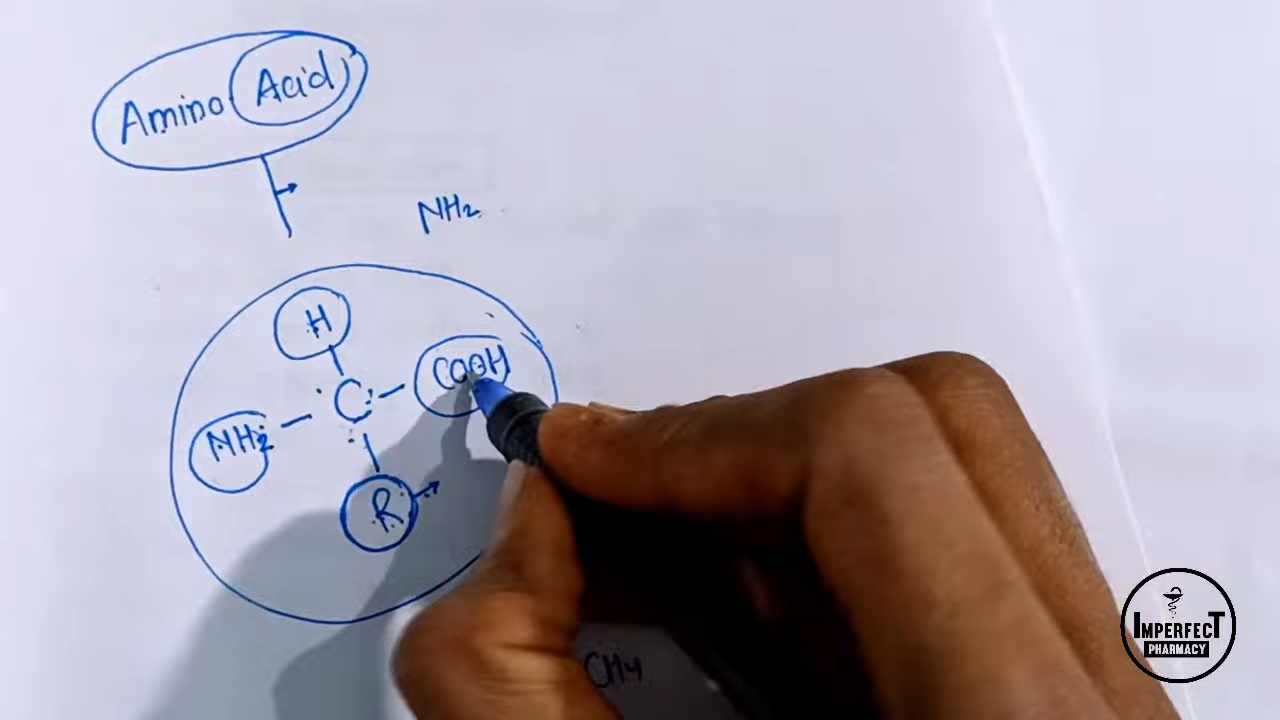 Amino Acid
NH₂
H
COOH
C
NH₂
R
CH4
IMPERFECT
PHARMACY